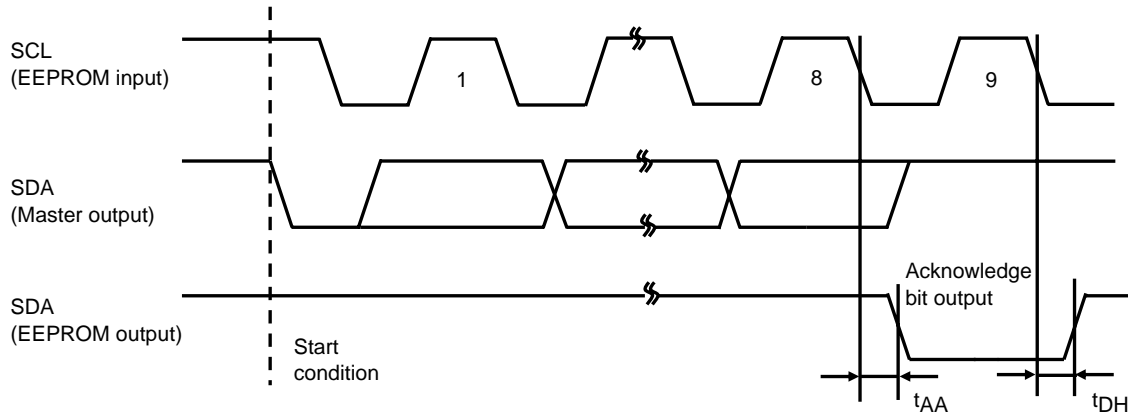 SCL
(EEPROM input)
1
8
9
SDA
(Master output)
SDA
(EEPROM output)
Acknowledge
bit output
Start
condition
tAA
tDH